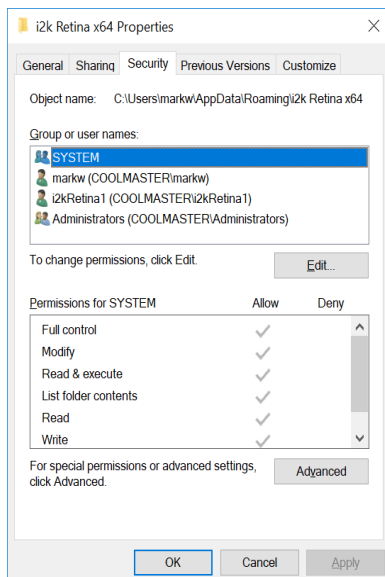 i2k Retina x64 Properties
General Sharing Security Previous Versions Customize
Object name: C:\Users\markw\AppData\Roaming\i2k Retina x64
Group or user names:
SYSTEM
markw (COOLMASTER\markw)
i2kRetina1 (COOLMASTER\i2kRetina1)
Administrators (COOLMASTER\Administrators)
To change permissions, click Edit. Edit...
Permissions for SYSTEM Allow Deny
Full control
Modify
Read & execute
List folder contents
Read
Write
For special permissions or advanced settings, Advanced
click Advanced.
OK Cancel Apply